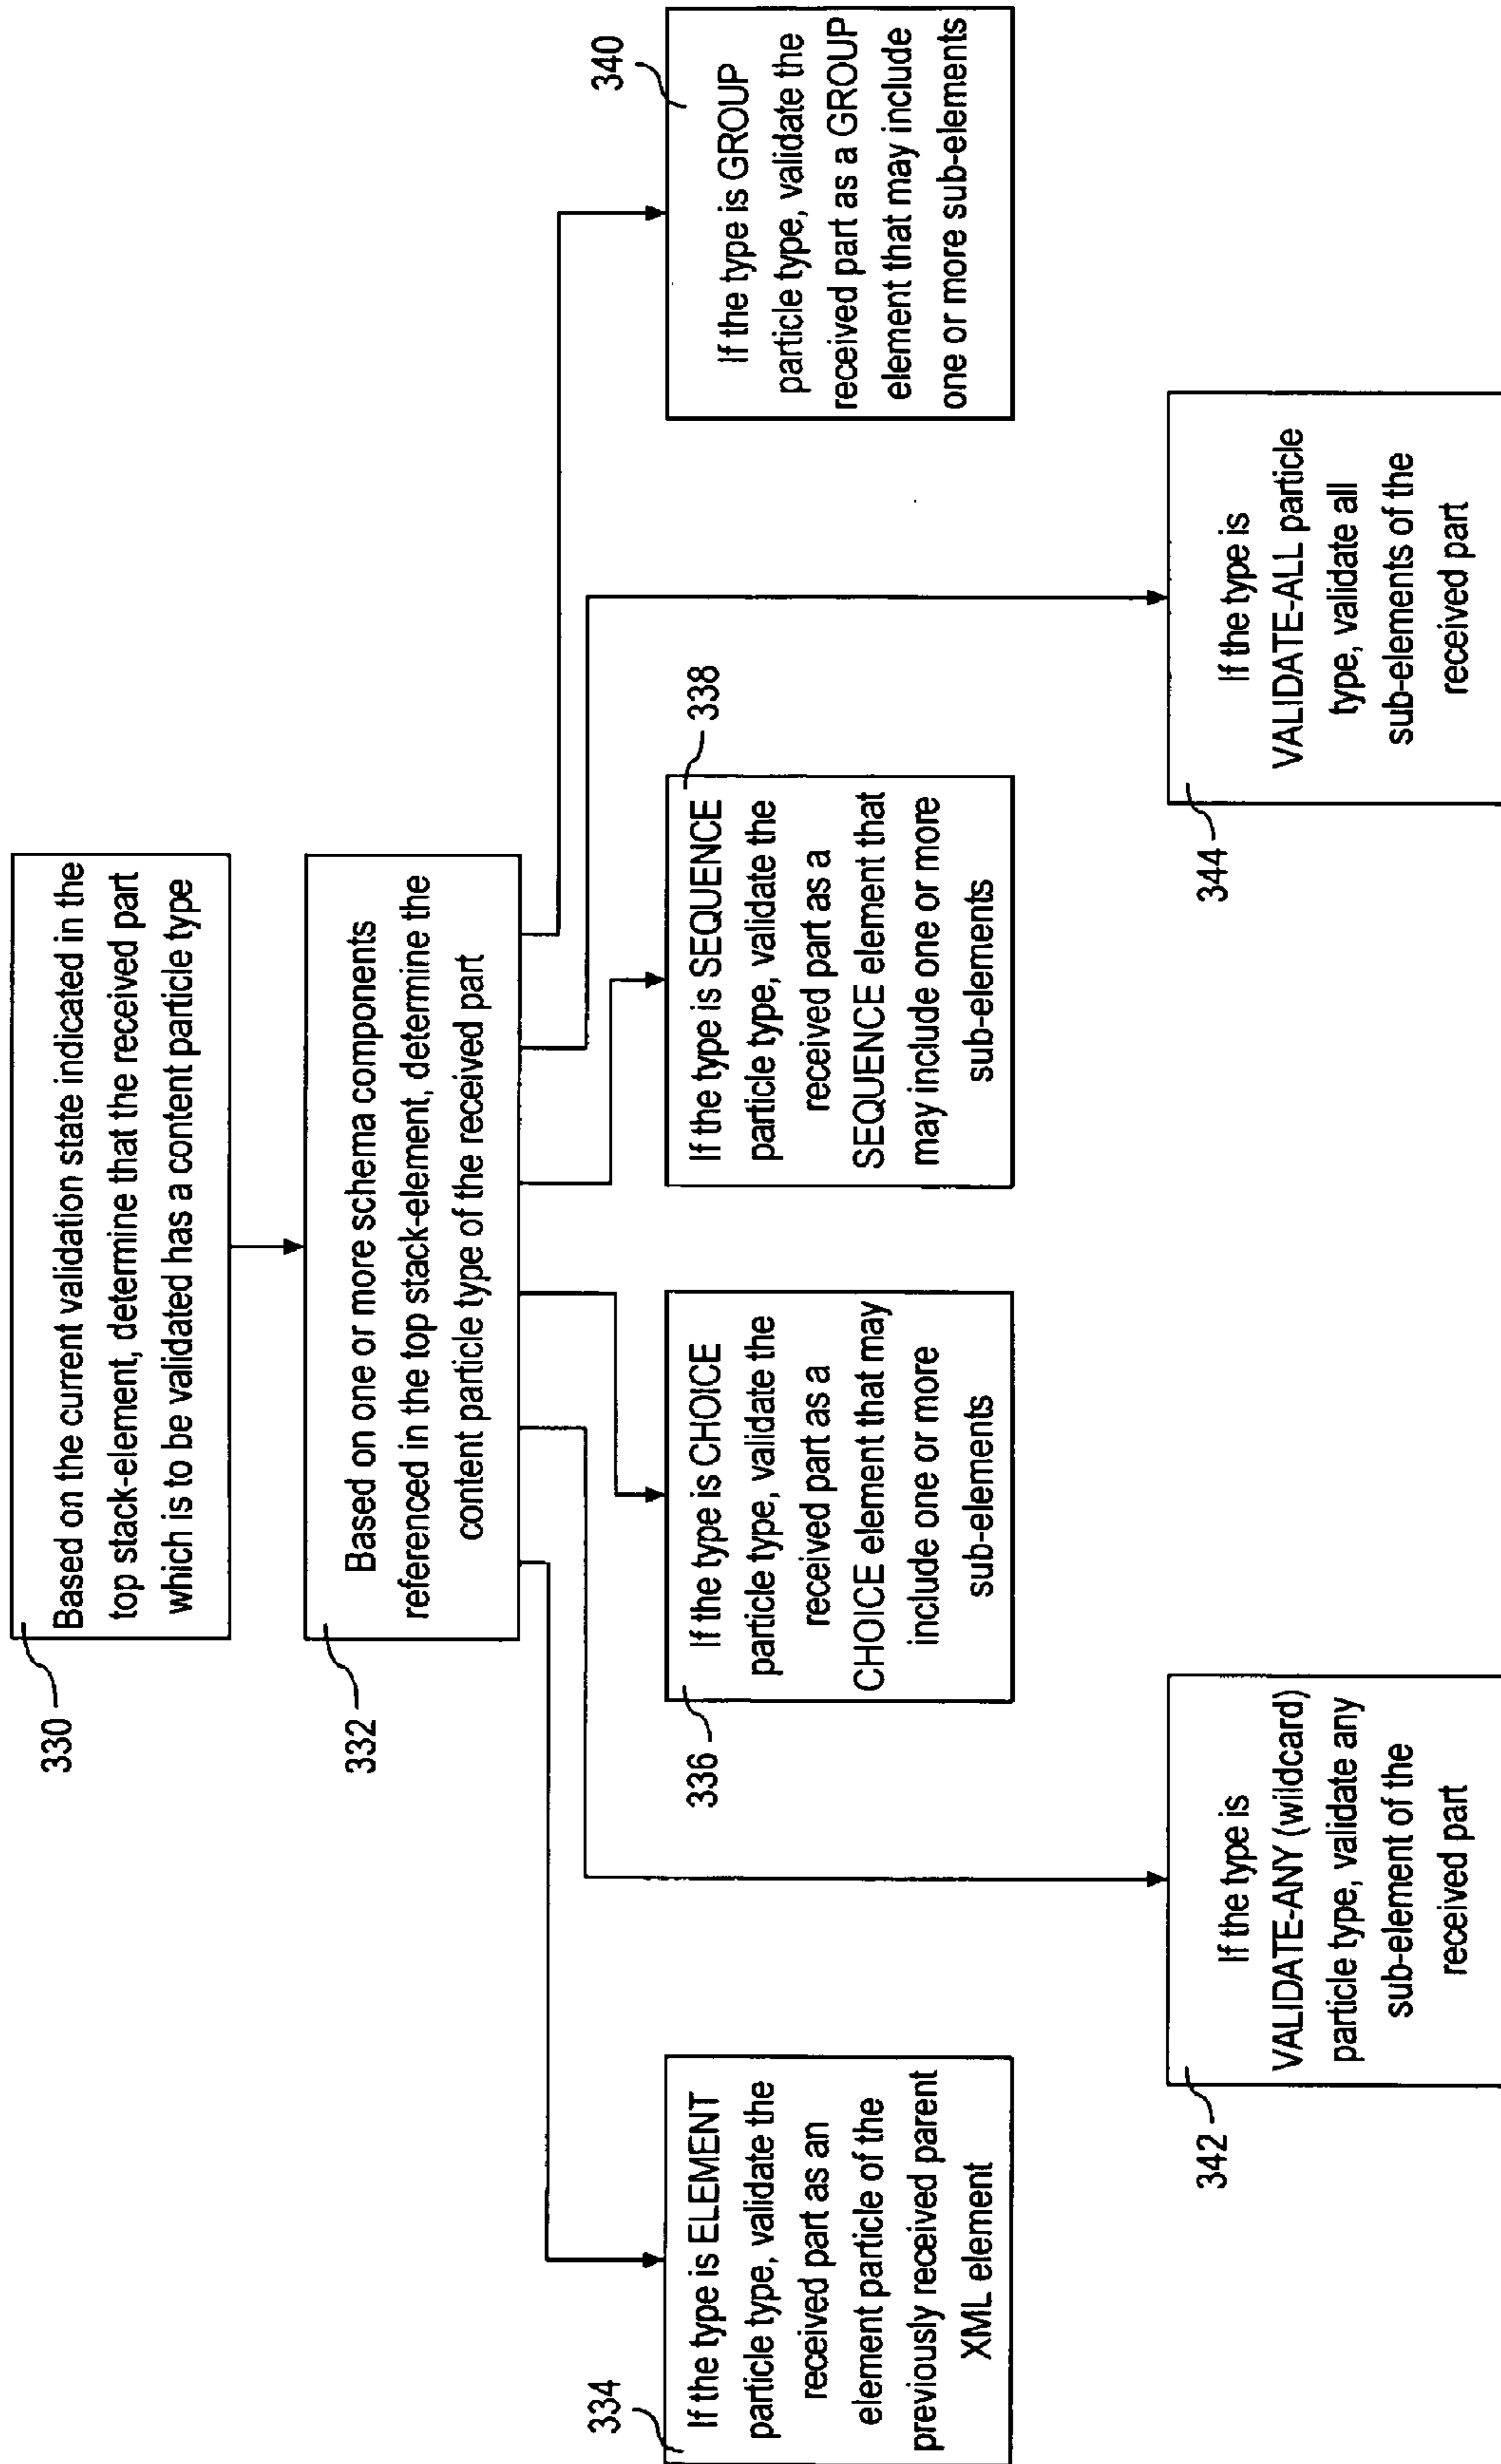 330
Based on the current validation state indicated in the
top stack-element, determine that the received part
which is to be validated has a content particle type
332
Based on one or more schema components
referenced in the top stack-element, determine the
content particle type of the received part
334
If the type is ELEMENT
particle type, validate the
received part as an
element particle of the
previously received parent
XML element
336
If the type is CHOICE
particle type, validate the
received part as a
CHOICE element that may
include one or more
sub-elements
338
If the type is SEQUENCE
particle type, validate the
received part as a
SEQUENCE element that
may include one or more
sub-elements
340
If the type is GROUP
particle type, validate the
received part as a GROUP
element that may include
one or more sub-elements
342
If the type is
VALIDATE-ANY (wildcard)
particle type, validate any
sub-element of the
received part
344
If the type is
VALIDATE-ALL particle
type, validate all
sub-elements of the
received part